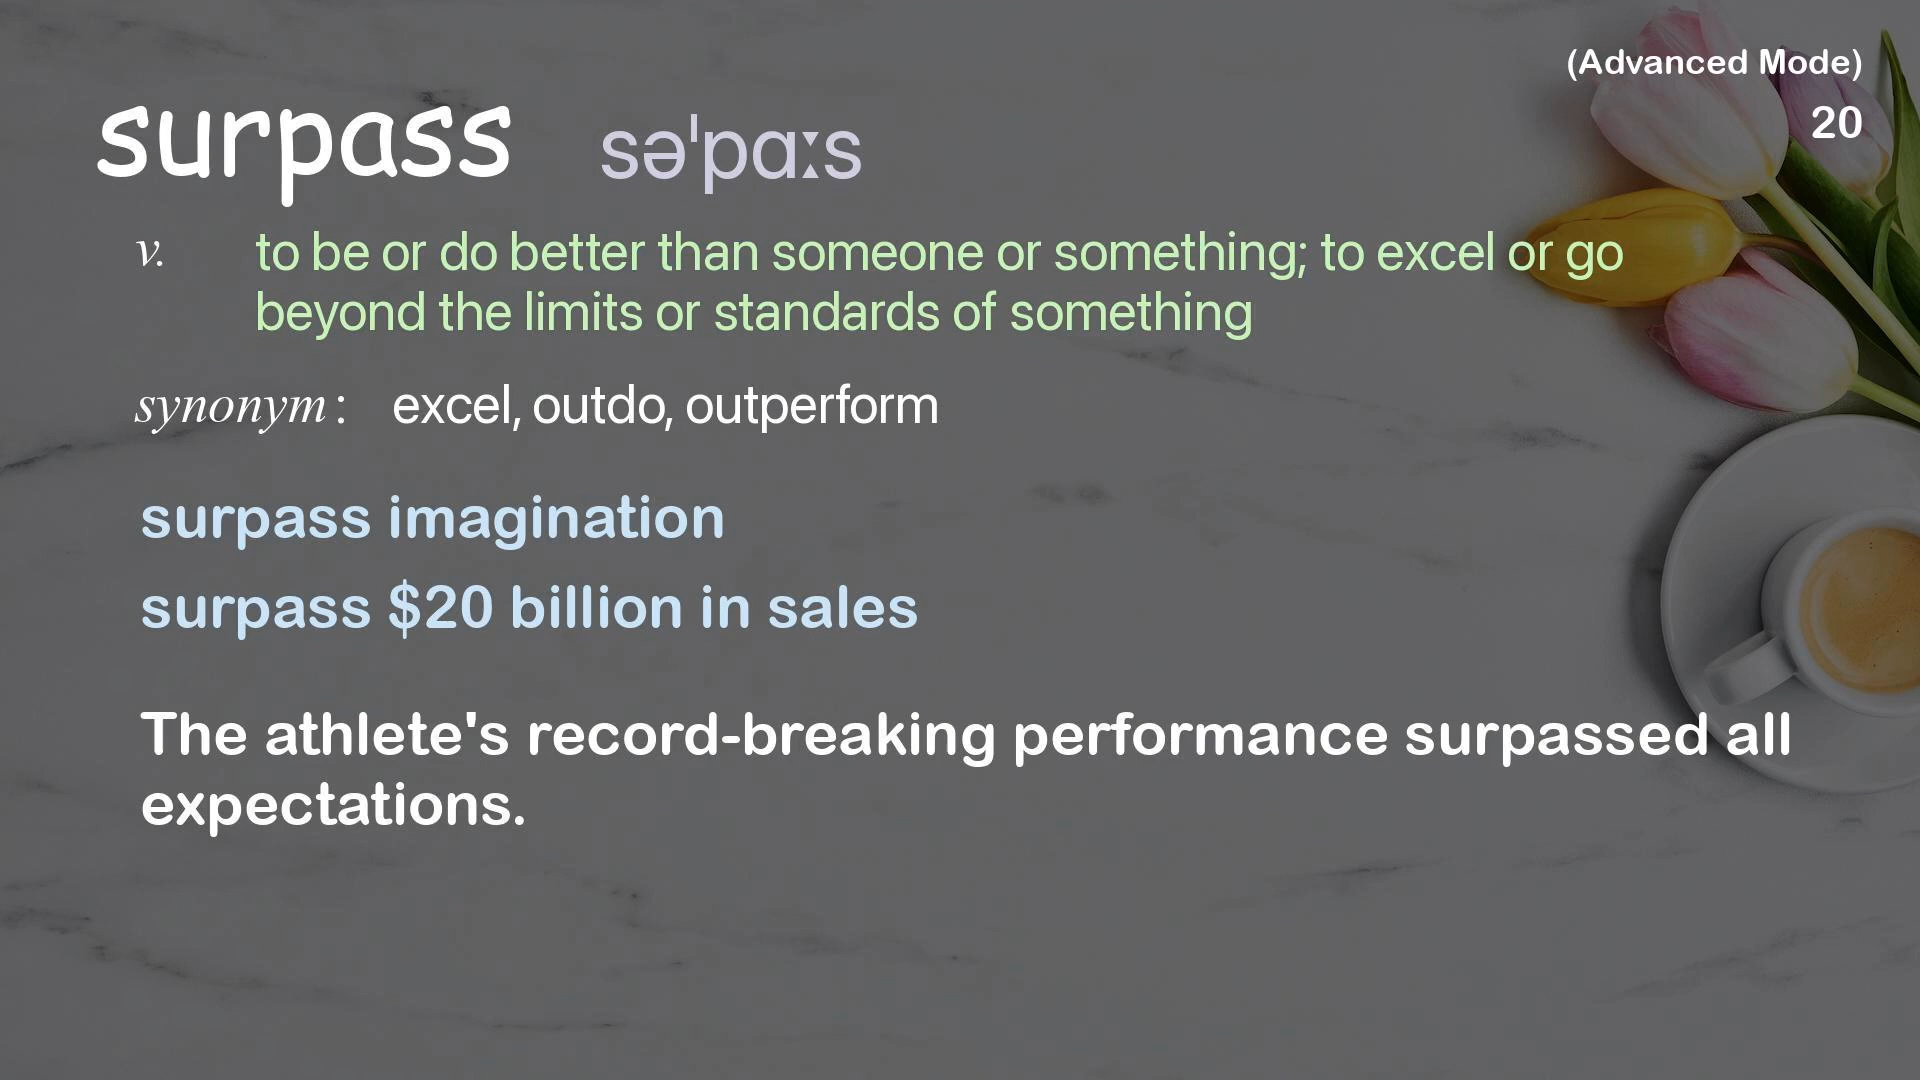 (Advanced Mode)
20
surpass səˈpɑːs
v. to be or do better than someone or something; to excel or go
beyond the limits or standards of something
synonym: excel, outdo, outperform
surpass imagination
surpass $20 billion in sales
The athlete's record-breaking performance surpassed all
expectations.